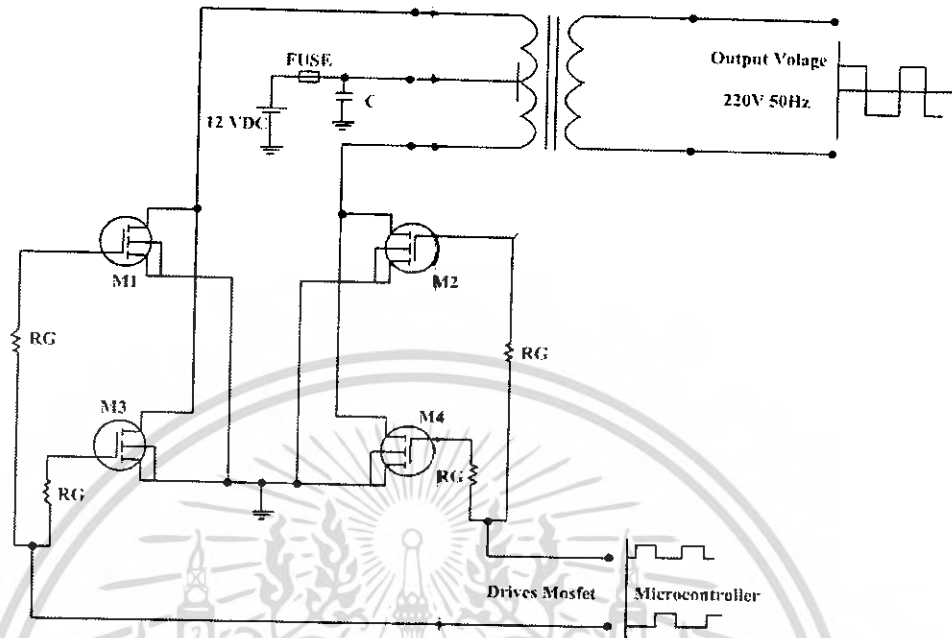 FUSE
C
12 VDC
Output Volage
220V 50Hz
M1
M2
RG
RG
M3
M4
RG
RG
Drives Mosfet
Microcontroller